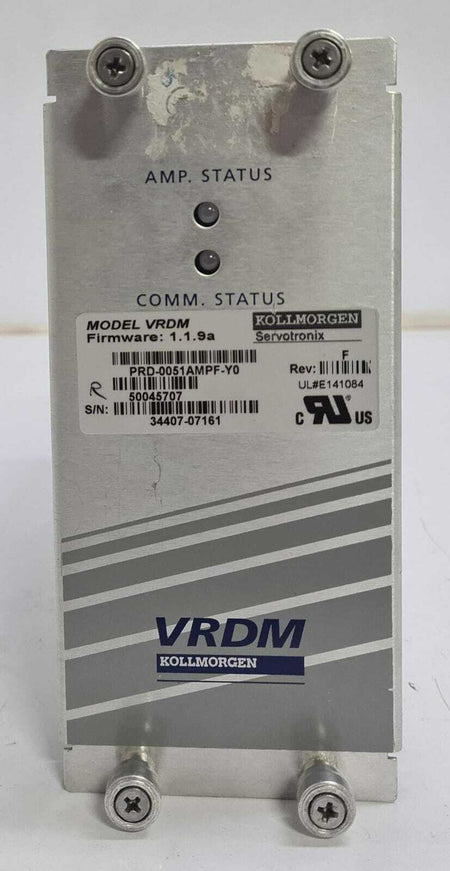 AMP. STATUS
COMM. STATUS
MODEL VRDM
KOLLMORGEN
Firmware: 1.1.9a
Servotronix
F
PRD-0051AMPF-Y0
Rev:
R
50045707
UL#E141084
S/N:
C RU US
34407-07161
VRDM
KOLLMORGEN